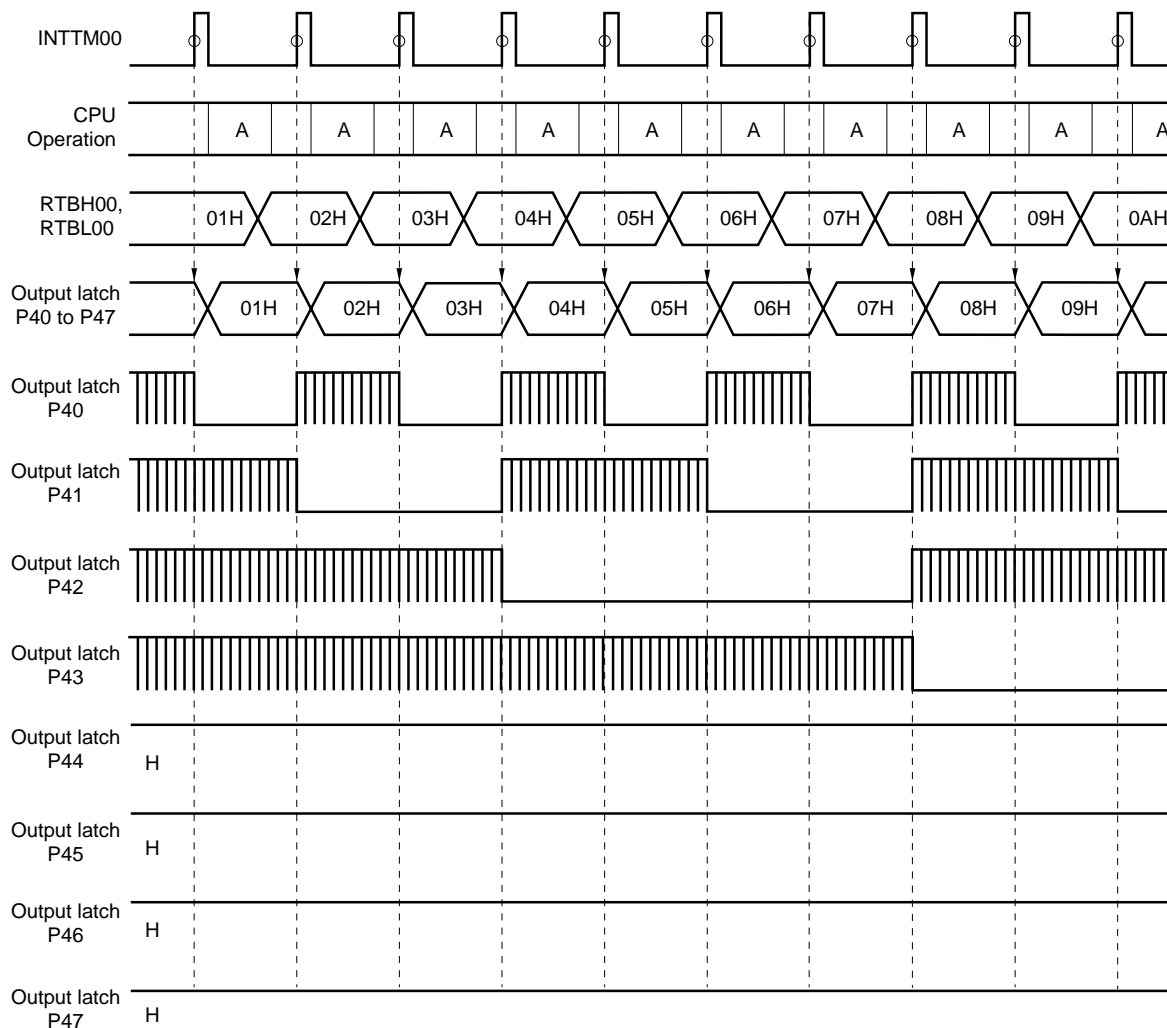 INTTM00
CPU
Operation
A A A A A A A A A A
RTBH00,
RTBL00
01H 02H 03H 04H 05H 06H 07H 08H 09H 0AH
Output latch
P40 to P47
01H 02H 03H 04H 05H 06H 07H 08H 09H
Output latch
P40
Output latch
P41
Output latch
P42
Output latch
P43
Output latch
P44
H
Output latch
P45
H
Output latch
P46
H
Output latch
P47
H